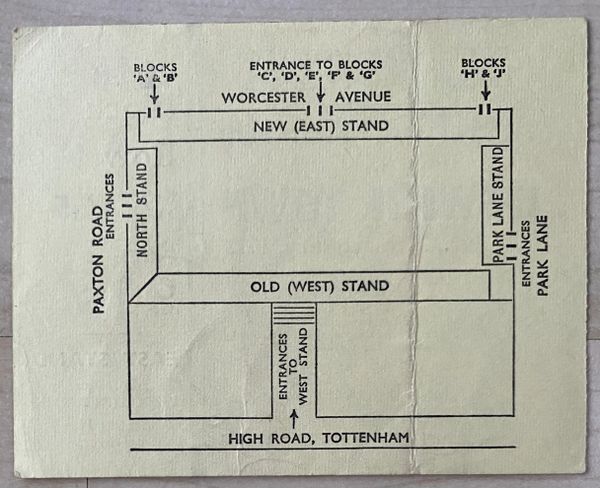 BLOCKS
'A' & 'B'
ENTRANCE TO BLOCKS
'C', 'D', 'E', 'F' & 'G'
BLOCKS
'H' & 'J'
WORCESTER AVENUE
NEW (EAST) STAND
PAXTON ROAD
ENTRANCES
NORTH STAND
PARK LANE STAND
ENTRANCES
PARK LANE
OLD (WEST) STAND
ENTRANCES
TO
WEST STAND
HIGH ROAD, TOTTENHAM